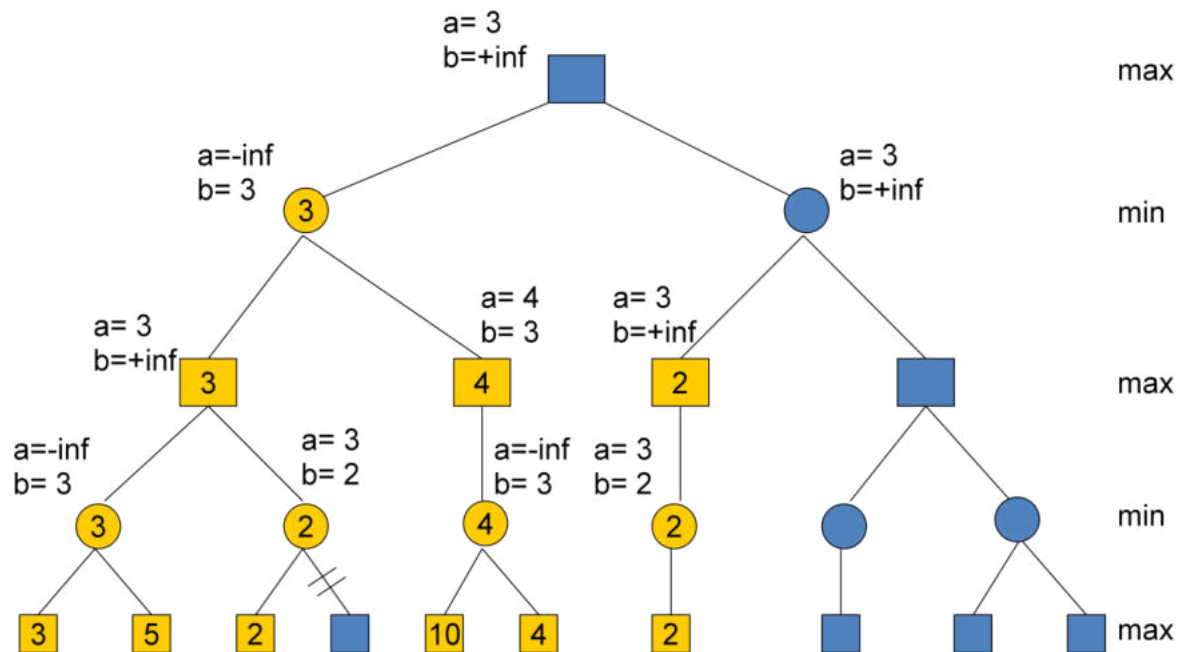 a= 3
b=+inf
max
a=-inf
b= 3
a= 3
b=+inf
3
min
a= 3
b=+inf
a= 4
b= 3
a= 3
b=+inf
3
4
2
max
a=-inf
b= 3
a= 3
b= 2
a=-inf
b= 3
a= 3
b= 2
3
2
4
2
min
3
5
2
10
4
2
max